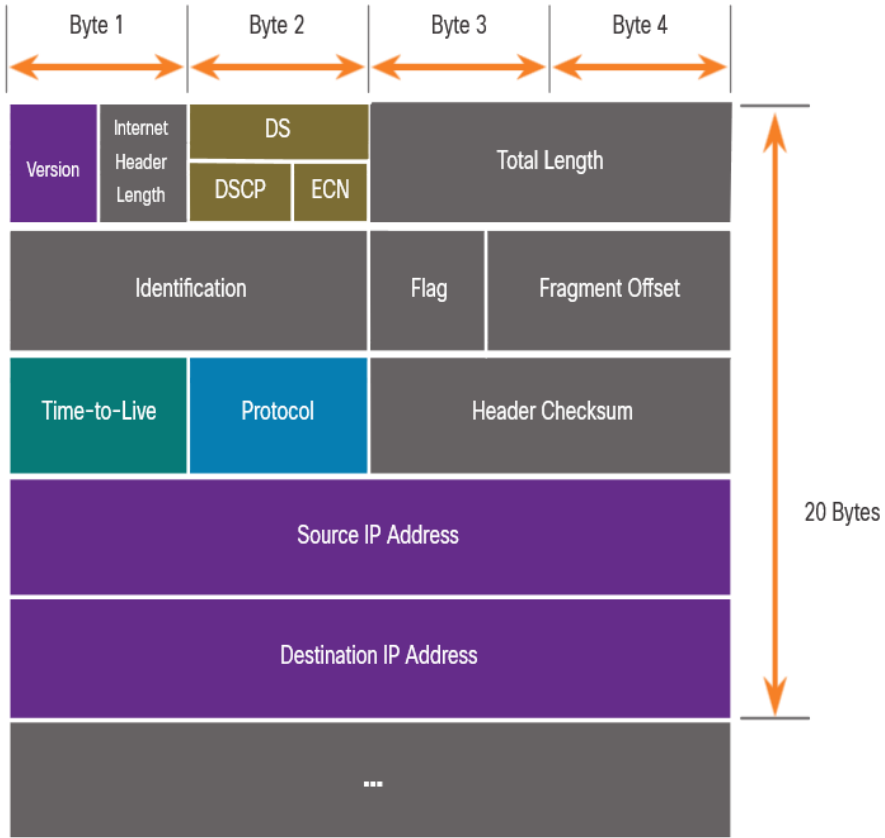 Byte 1 Byte 2 Byte 3 Byte 4
Version
Internet
Header
Length
DS
DSCP ECN
Total Length
Identification Flag Fragment Offset
Time-to-Live Protocol Header Checksum
Source IP Address
20 Bytes
Destination IP Address
...